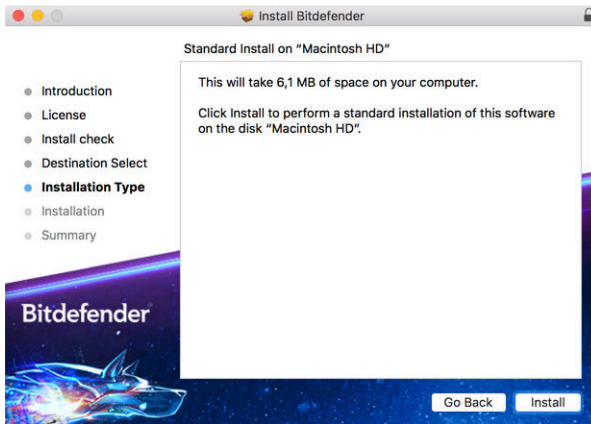 Install Bitdefender
Standard Install on “Macintosh HD”
Introduction
License
Install check
Destination Select
Installation Type
Installation
Summary
This will take 6,1 MB of space on your computer.
Click Install to perform a standard installation of this software
on the disk “Macintosh HD”.
Bitdefender
Go Back
Install